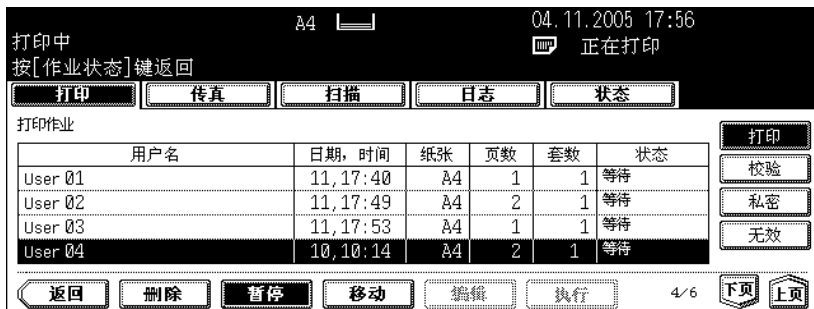 A4 04.11.2005 17:56
打印中 正在打印
按[作业状态]键返回
打印 传真 扫描 日志 状态
打印作业
打印
用户名 日期，时间 纸张 页数 套数 状态
校验
User 01 11,17:40 A4 1 1 等待
User 02 11,17:49 A4 2 1 等待
私密
User 03 11,17:53 A4 1 1 等待
无效
User 04 10,10:14 A4 2 1 等待
返回 删除 暂停 移动 编辑 执行 4/6 下页 上页